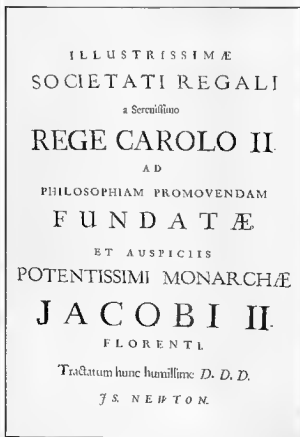 ILLUSTRISSIMÆ
SOCIETATI REGALI
a Serenissimo
REGE CAROLO II.
AD
PHILOSOPHIAM PROMOVENDAM
FUNDATÆ,
ET AUSPICIIS
POTENTISSIMI MONARCHÆ
JACOBI II.
FLORENTI.
Tractatum hunc humillime D. D. D.
JS. NEWTON.